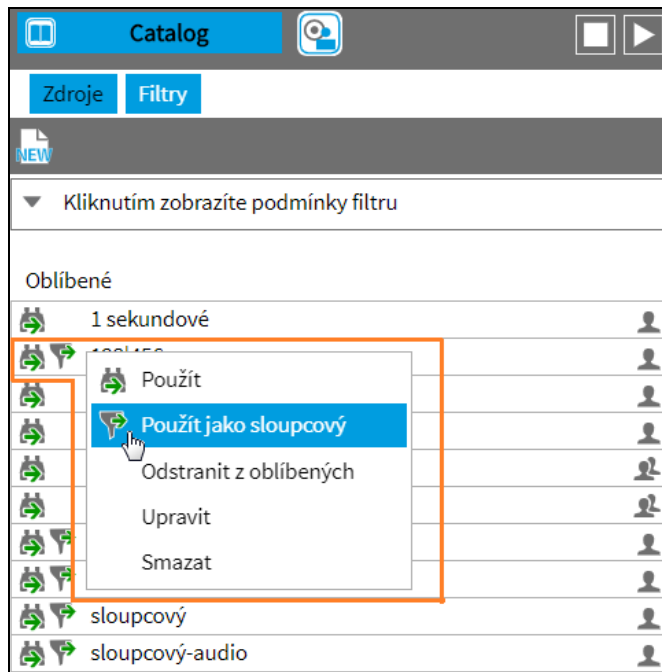 Catalog
Zdroje Filtry
NEW
Kliknutím zobrazíte podmínky filtru
Oblíbené
1 sekundové
Použít
Použít jako sloupcový
Odstranit z oblíbených
Upravit
Smazat
sloupcový
sloupcový-audio